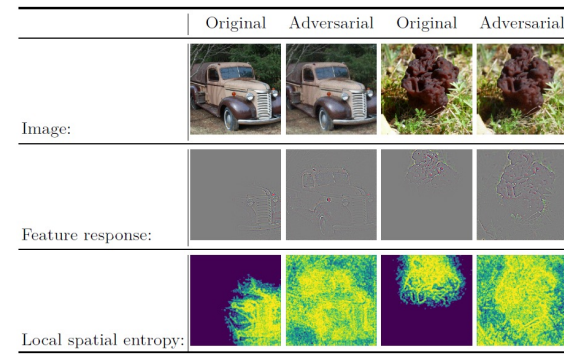 Original Adversarial Original Adversarial
Image:
Feature response:
Local spatial entropy: